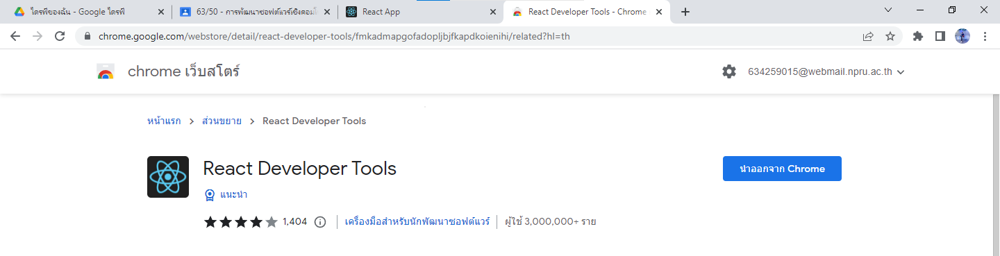 ไดรฟ์ของฉัน - Google ไดรฟ์
63/50 - การพัฒนาซอฟต์แวร์เชิงคอมโ
React App
React Developer Tools - Chrome
chrome.google.com/webstore/detail/react-developer-tools/fmkadmapgofadopljbjfkapdkoienihi/related?hl=th
chrome เว็บสโตร์
634259015@webmail.npru.ac.th
หน้าแรก > ส่วนขยาย > React Developer Tools
React Developer Tools
นำออกจาก Chrome
แนะนำ
1,404
เครื่องมือสำหรับนักพัฒนาซอฟต์แวร์
ผู้ใช้ 3,000,000+ ราย